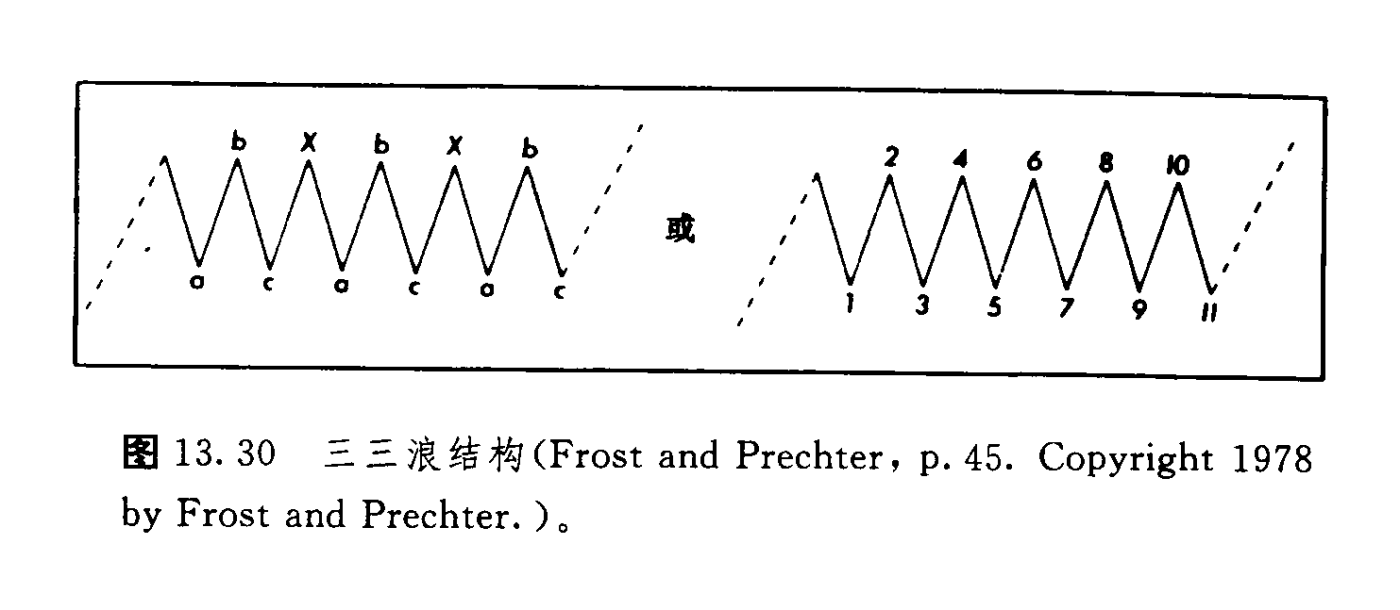 b X b X b
a c a c a c
或
2 4 6 8 10
1 3 5 7 9 11
图 13.30 三三浪结构(Frost and Prechter, p. 45. Copyright 1978
by Frost and Prechter.)。